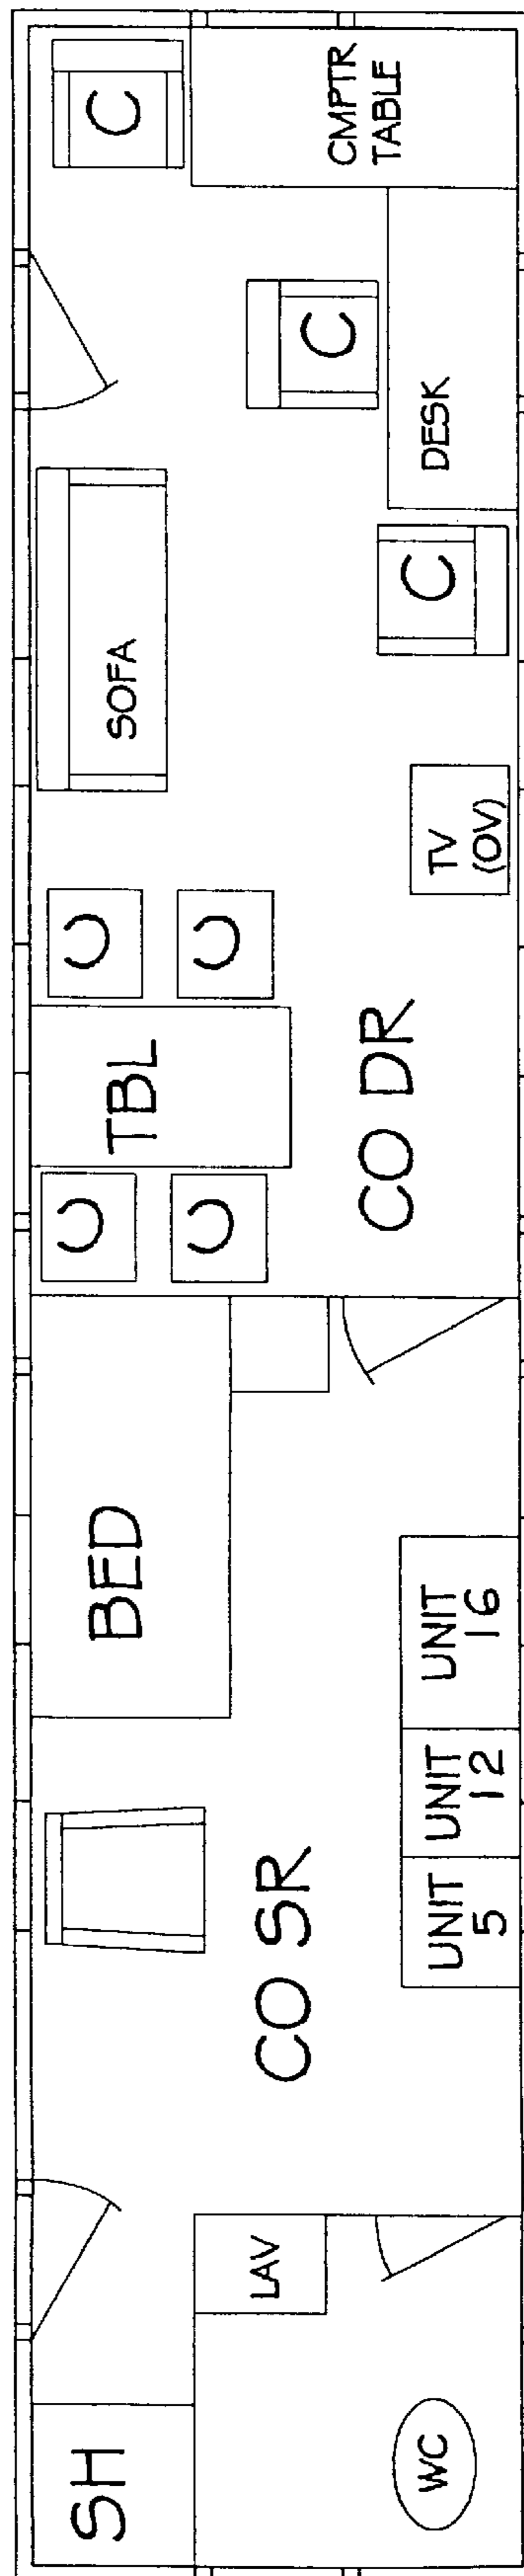 SH
BED
C
TBL
C
SOFA
C
C
C
LAV
CO SR
C
CMPTR
TABLE
CO DR
WC
UNIT
5
UNIT
12
UNIT
16
TV
(OV)
C
DESK